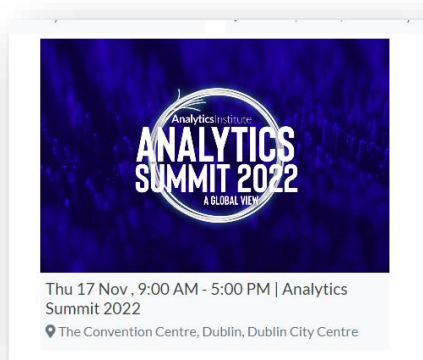 AnalyticsInstitute
ANALYTICS
SUMMIT 2022
A GLOBAL VIEW
Thu 17 Nov , 9:00 AM - 5:00 PM | Analytics
Summit 2022
The Convention Centre, Dublin, Dublin City Centre